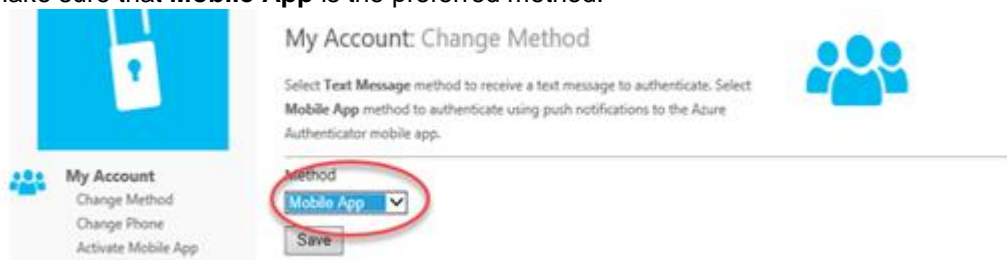 make sure that Mobile App is the preferred method.
My Account: Change Method
Select Text Message method to receive a text message to authenticate. Select
Mobile App method to authenticate using push notifications to the Azure
Authenticator mobile app.
My Account
Change Method
Change Phone
Activate Mobile App
Method
Mobile App
Save